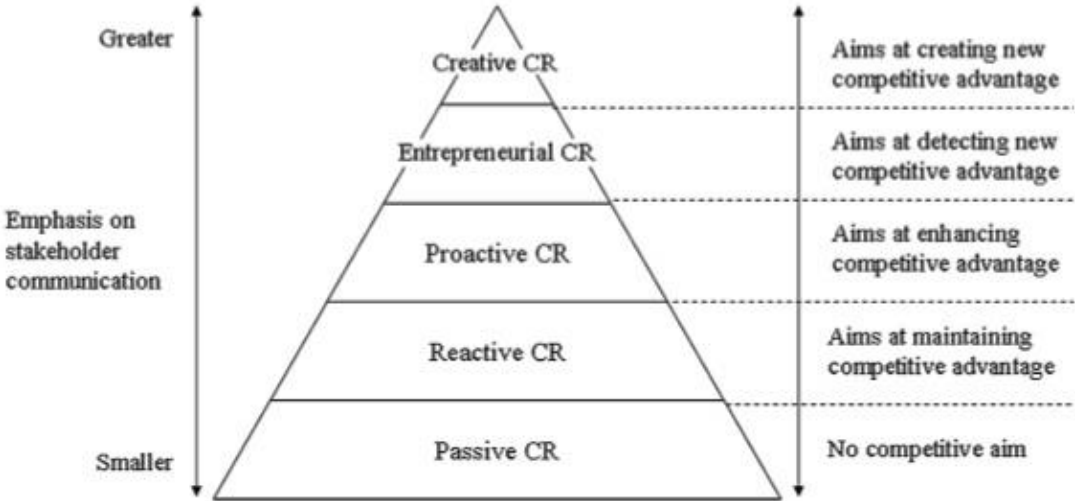 Greater
Creative CR
Aims at creating new
competitive advantage
Entrepreneurial CR
Aims at detecting new
competitive advantage
Emphasis on
stakeholder
communication
Proactive CR
Aims at enhancing
competitive advantage
Reactive CR
Aims at maintaining
competitive advantage
Smaller
Passive CR
No competitive aim